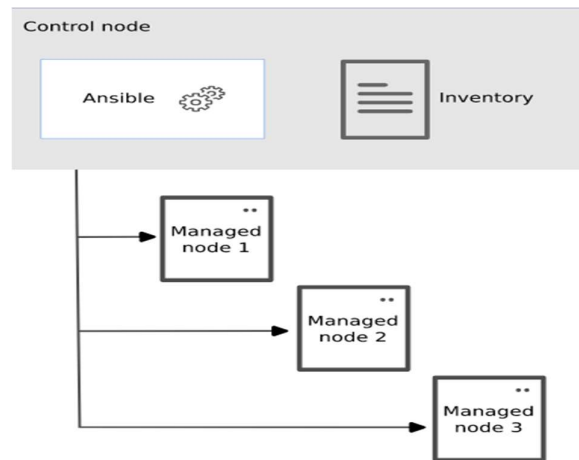 Control node
Ansible
Inventory
Managed
node 1
Managed
node 2
Managed
node 3